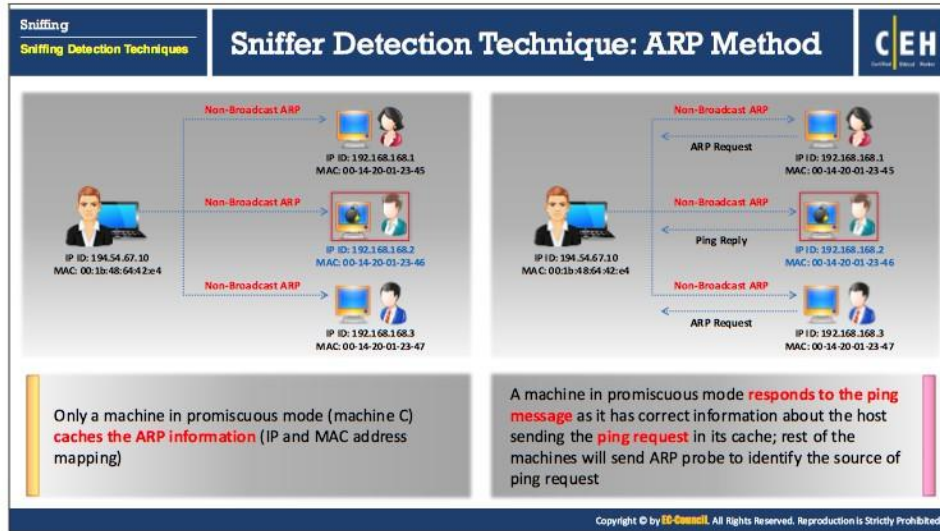 Sniffing
Sniffing Detection Techniques
Sniffer Detection Technique: ARP Method
CEH
Certified Ethical Hacker
Non-Broadcast ARP
IP ID: 192.168.168.1
MAC: 00-14-20-01-23-45
Non-Broadcast ARP
IP ID: 194.54.67.10
MAC: 00:1b:48:64:42:e4
IP ID: 192.168.168.2
MAC: 00-14-20-01-23-46
Non-Broadcast ARP
IP ID: 192.168.168.3
MAC: 00-14-20-01-23-47
Non-Broadcast ARP
ARP Request
IP ID: 192.168.168.1
MAC: 00-14-20-01-23-45
Non-Broadcast ARP
Ping Reply
IP ID: 194.54.67.10
MAC: 00:1b:48:64:42:e4
IP ID: 192.168.168.2
MAC: 00-14-20-01-23-46
Non-Broadcast ARP
ARP Request
IP ID: 192.168.168.3
MAC: 00-14-20-01-23-47
Only a machine in promiscuous mode (machine C)
caches the ARP information (IP and MAC address
mapping)
A machine in promiscuous mode responds to the ping
message as it has correct information about the host
sending the ping request in its cache; rest of the
machines will send ARP probe to identify the source of
ping request
Copyright © by EC-Council. All Rights Reserved. Reproduction is Strictly Prohibited